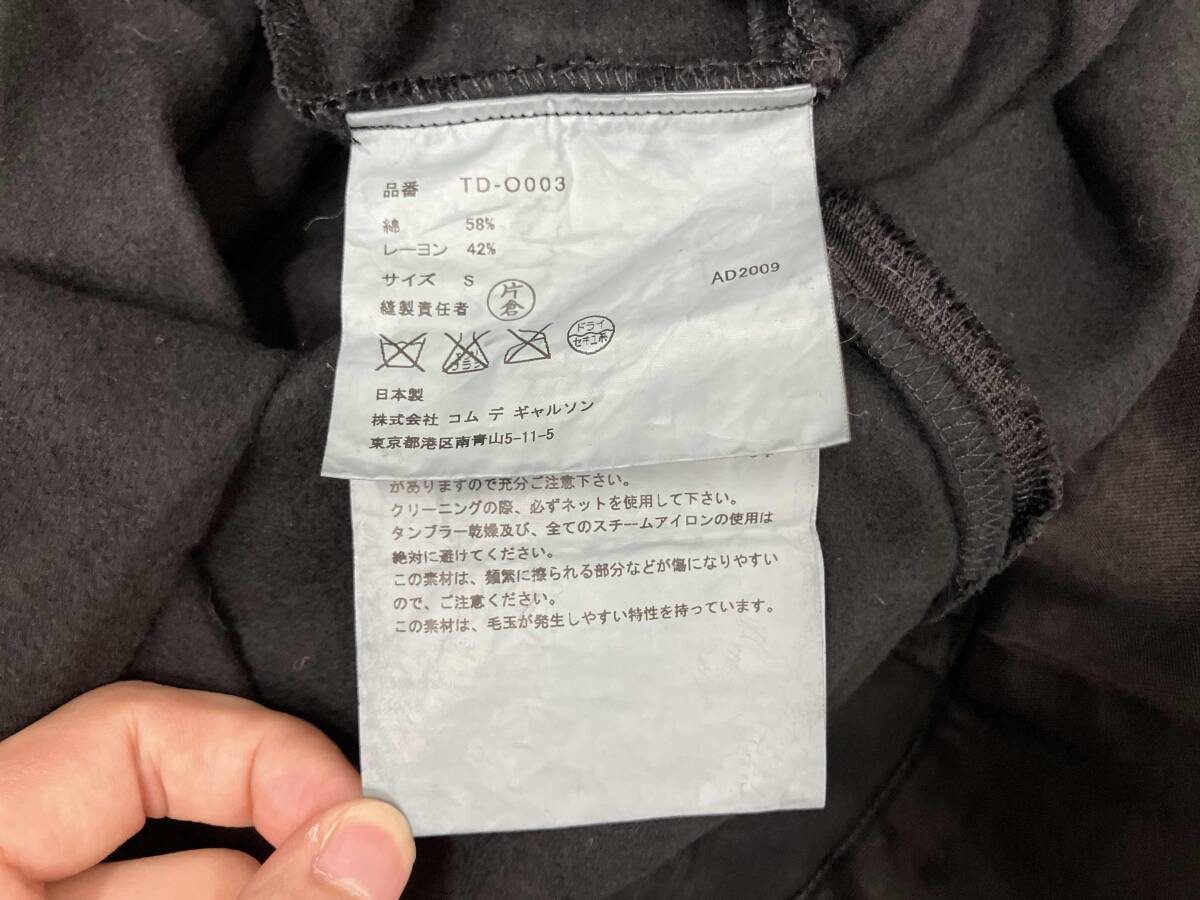 品番 TD-O003
綿 58%
レーヨン 42%
サイズ S
AD2009
縫製責任者 片倉
ドライ
セキユ系
日本製
株式会社 コム デ ギャルソン
東京都港区南青山5-11-5
がありますので充分ご注意下さい。
クリーニングの際、必ずネットを使用して下さい。
タンブラー乾燥及び、全てのスチームアイロンの使用は
絶対に避けてください。
この素材は、頻繁に擦られる部分などが傷になりやすい
ので、ご注意ください。
この素材は、毛玉が発生しやすい特性を持っています。